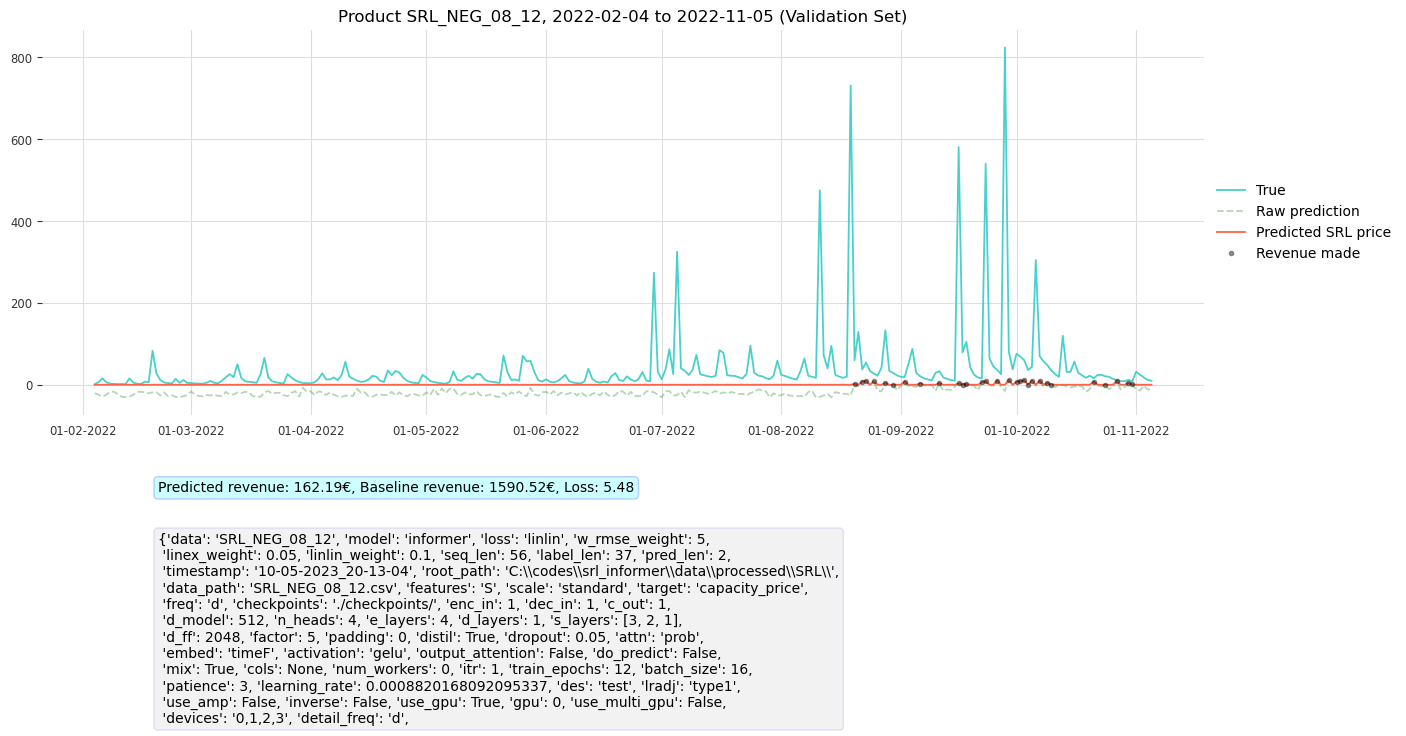 Product SRL_NEG_08_12, 2022-02-04 to 2022-11-05 (Validation Set)
800
600
400
200
0
01-02-2022 01-03-2022 01-04-2022 01-05-2022 01-06-2022 01-07-2022 01-08-2022 01-09-2022 01-10-2022 01-11-2022
True
Raw prediction
Predicted SRL price
Revenue made
Predicted revenue: 162.19€, Baseline revenue: 1590.52€, Loss: 5.48
{'data': 'SRL_NEG_08_12', 'model': 'informer', 'loss': 'linlin', 'w_rmse_weight': 5,
'linex_weight': 0.05, 'linlin_weight': 0.1, 'seq_len': 56, 'label_len': 37, 'pred_len': 2,
'timestamp': '10-05-2023_20-13-04', 'root_path': 'C:\\codes\\srl_informer\\data\\processed\\SRL\\',
'data_path': 'SRL_NEG_08_12.csv', 'features': 'S', 'scale': 'standard', 'target': 'capacity_price',
'freq': 'd', 'checkpoints': './checkpoints/', 'enc_in': 1, 'dec_in': 1, 'c_out': 1,
'd_model': 512, 'n_heads': 4, 'e_layers': 4, 'd_layers': 1, 's_layers': [3, 2, 1],
'd_ff': 2048, 'factor': 5, 'padding': 0, 'distil': True, 'dropout': 0.05, 'attn': 'prob',
'embed': 'timeF', 'activation': 'gelu', 'output_attention': False, 'do_predict': False,
'mix': True, 'cols': None, 'num_workers': 0, 'itr': 1, 'train_epochs': 12, 'batch_size': 16,
'patience': 3, 'learning_rate': 0.0008820168092095337, 'des': 'test', 'lradj': 'type1',
'use_amp': False, 'inverse': False, 'use_gpu': True, 'gpu': 0, 'use_multi_gpu': False,
'devices': '0,1,2,3', 'detail_freq': 'd',